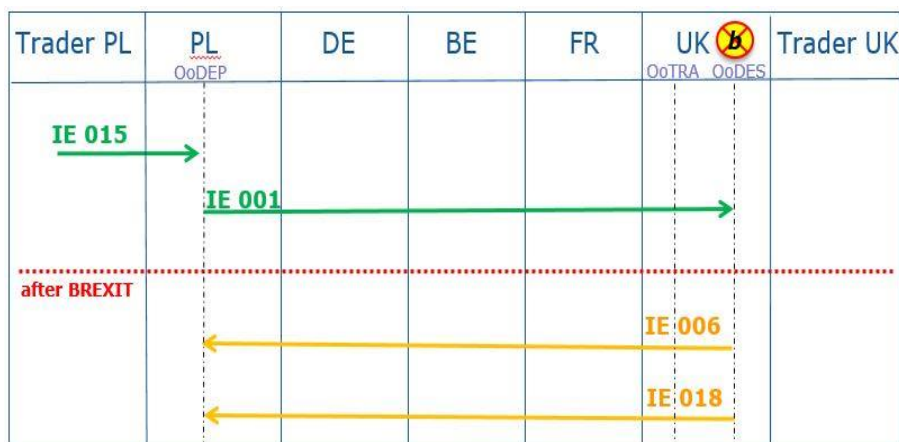 Trader PL PL DE BE FR UK b Trader UK
OoDEP OoTRA OoDES
IE 015
IE 001
after BREXIT
IE 006
IE 018